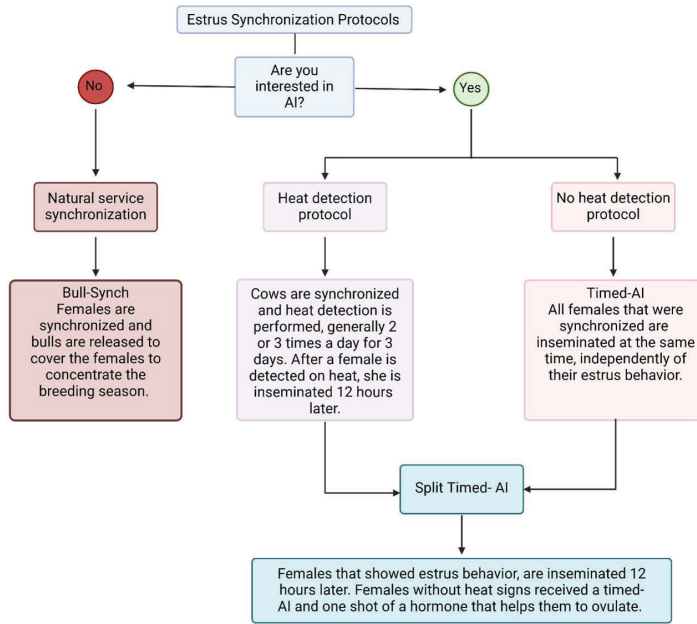 Estrus Synchronization Protocols
Are you
interested in
AI?
No
Yes
Natural service
synchronization
Heat detection
protocol
No heat detection
protocol
Bull-Synch
Females are
synchronized and
bulls are released to
cover the females to
concentrate the
breeding season.
Cows are synchronized
and heat detection is
performed, generally 2
or 3 times a day for 3
days. After a female is
detected on heat, she is
inseminated 12 hours
later.
Timed-AI
All females that were
synchronized are
inseminated at the same
time, independently of
their estrus behavior.
Split Timed- AI
Females that showed estrus behavior, are inseminated 12
hours later. Females without heat signs received a timed-
AI and one shot of a hormone that helps them to ovulate.